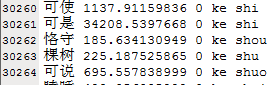 30260 可使 1137.91159836 0 ke shi
30261 可是 34208.5397668 0 ke shi
30262 恪守 185.634130949 0 ke shou
30263 棵树 225.187525865 0 ke shu
30264 可说 695.557838999 0 ke shuo